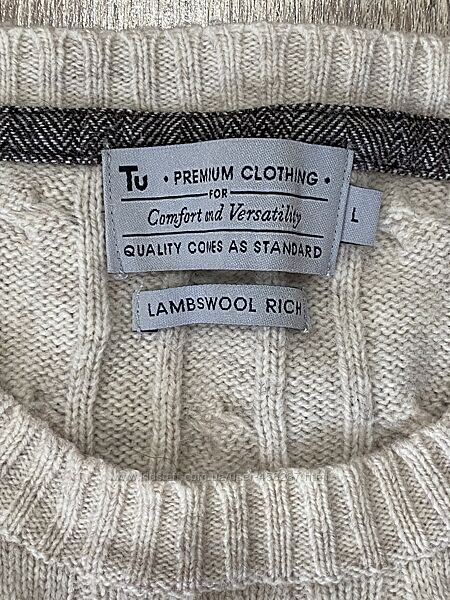 Tu • PREMIUM CLOTHING •
FOR
Comfort and Versatility
QUALITY COMES AS STANDARD
L
LAMBSWOOL RICH